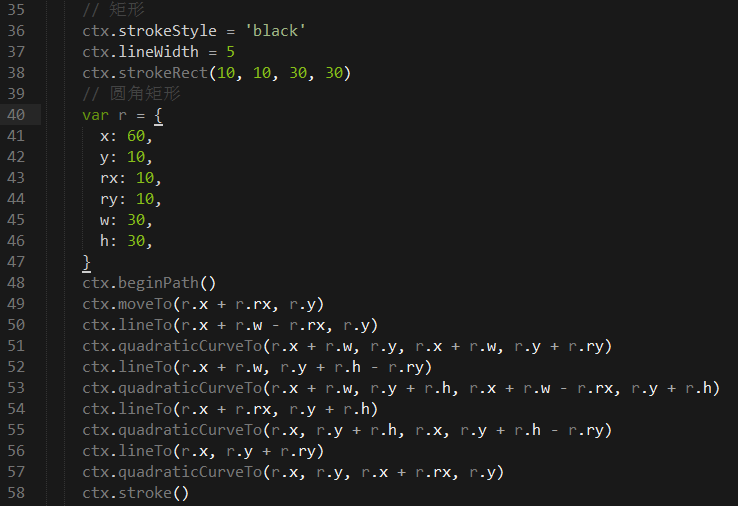 35 // 矩形
36 ctx.strokeStyle = 'black'
37 ctx.lineWidth = 5
38 ctx.strokeRect(10, 10, 30, 30)
39 // 圆角矩形
40 var r = {
41 x: 60,
42 y: 10,
43 rx: 10,
44 ry: 10,
45 w: 30,
46 h: 30,
47 }
48 ctx.beginPath()
49 ctx.moveTo(r.x + r.rx, r.y)
50 ctx.lineTo(r.x + r.w - r.rx, r.y)
51 ctx.quadraticCurveTo(r.x + r.w, r.y, r.x + r.w, r.y + r.ry)
52 ctx.lineTo(r.x + r.w, r.y + r.h - r.ry)
53 ctx.quadraticCurveTo(r.x + r.w, r.y + r.h, r.x + r.w - r.rx, r.y + r.h)
54 ctx.lineTo(r.x + r.rx, r.y + r.h)
55 ctx.quadraticCurveTo(r.x, r.y + r.h, r.x, r.y + r.h - r.ry)
56 ctx.lineTo(r.x, r.y + r.ry)
57 ctx.quadraticCurveTo(r.x, r.y, r.x + r.rx, r.y)
58 ctx.stroke()